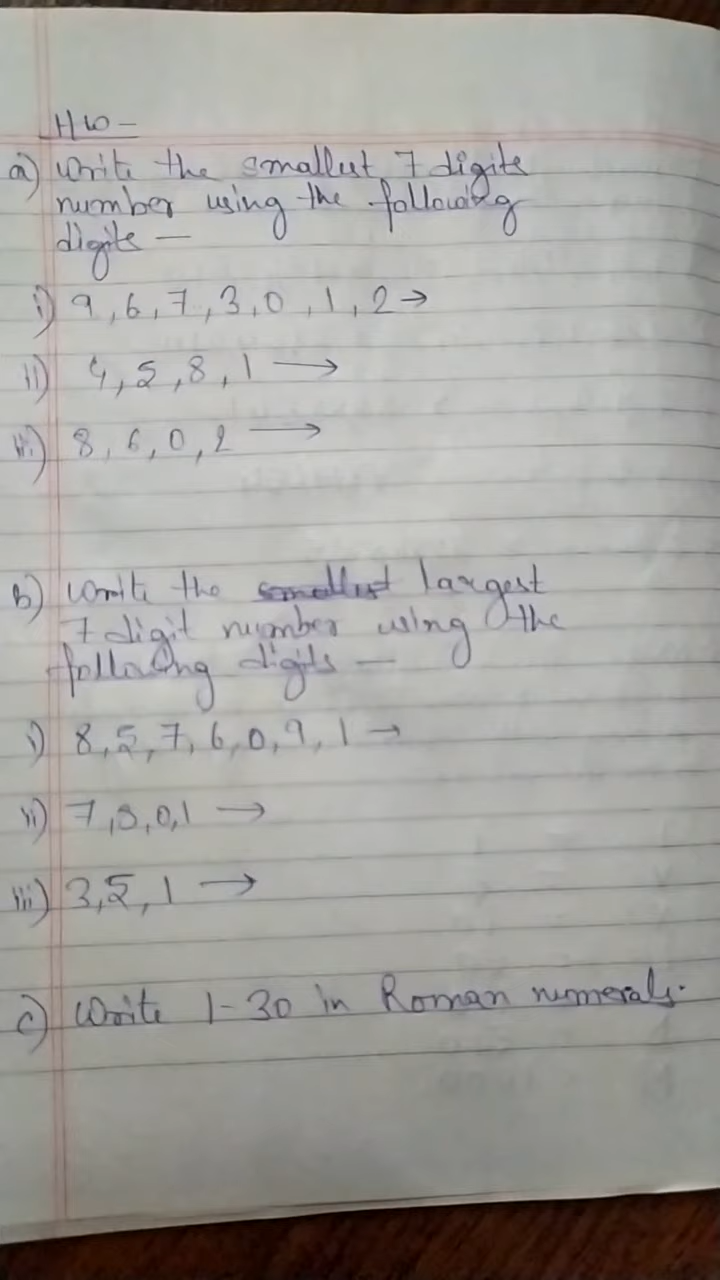 HW -
a) Write the smallest 7 digits
number using the following
digits —
i) 9, 6, 7, 3, 0, 1, 2 →
ii) 4, 5, 8, 1 →
iii) 8, 6, 0, 2 →
b) Write the smallest largest
7 digit number using the
following digits —
i) 8, 5, 7, 6, 0, 9, 1 →
ii) 7, 8, 0, 1 →
iii) 3, 5, 1 →
c) Write 1-30 in Roman numerals.